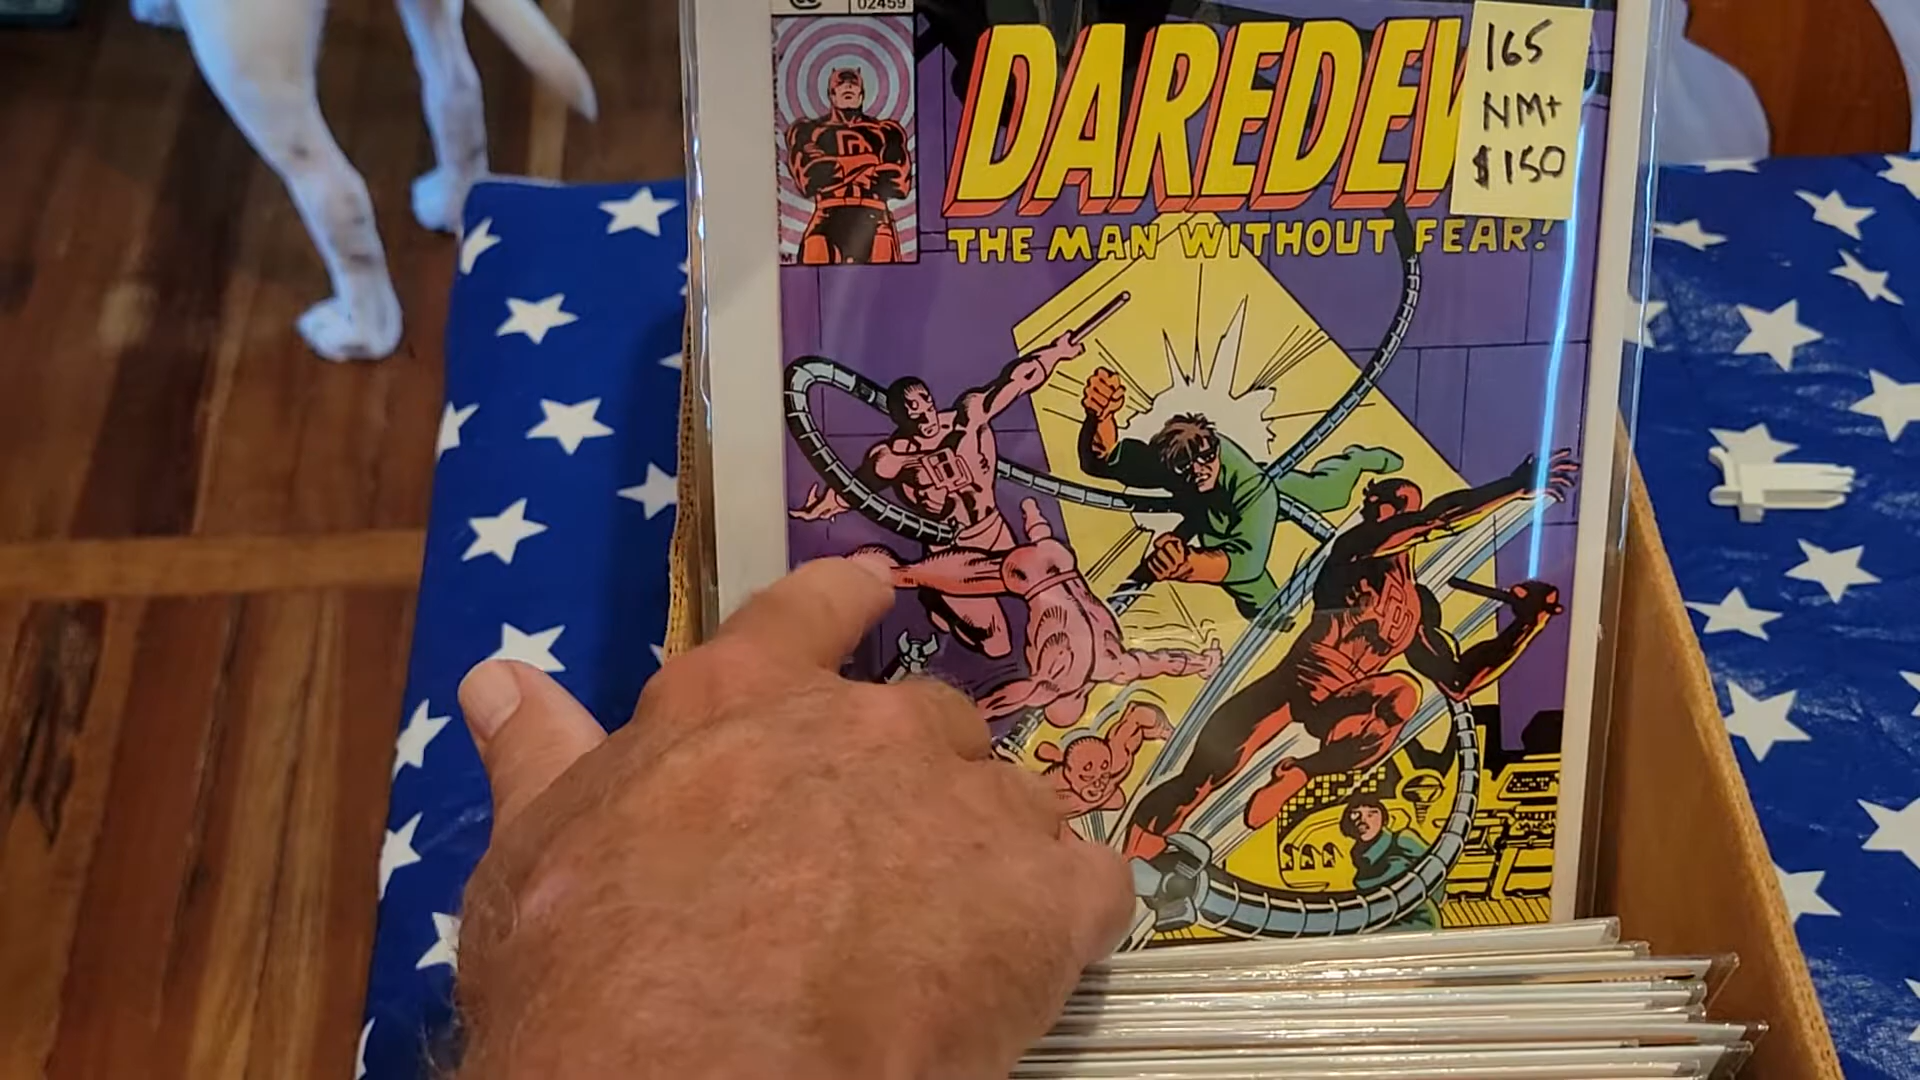 02459
DAREDEV
165
NM+
$150
THE MAN WITHOUT FEAR!